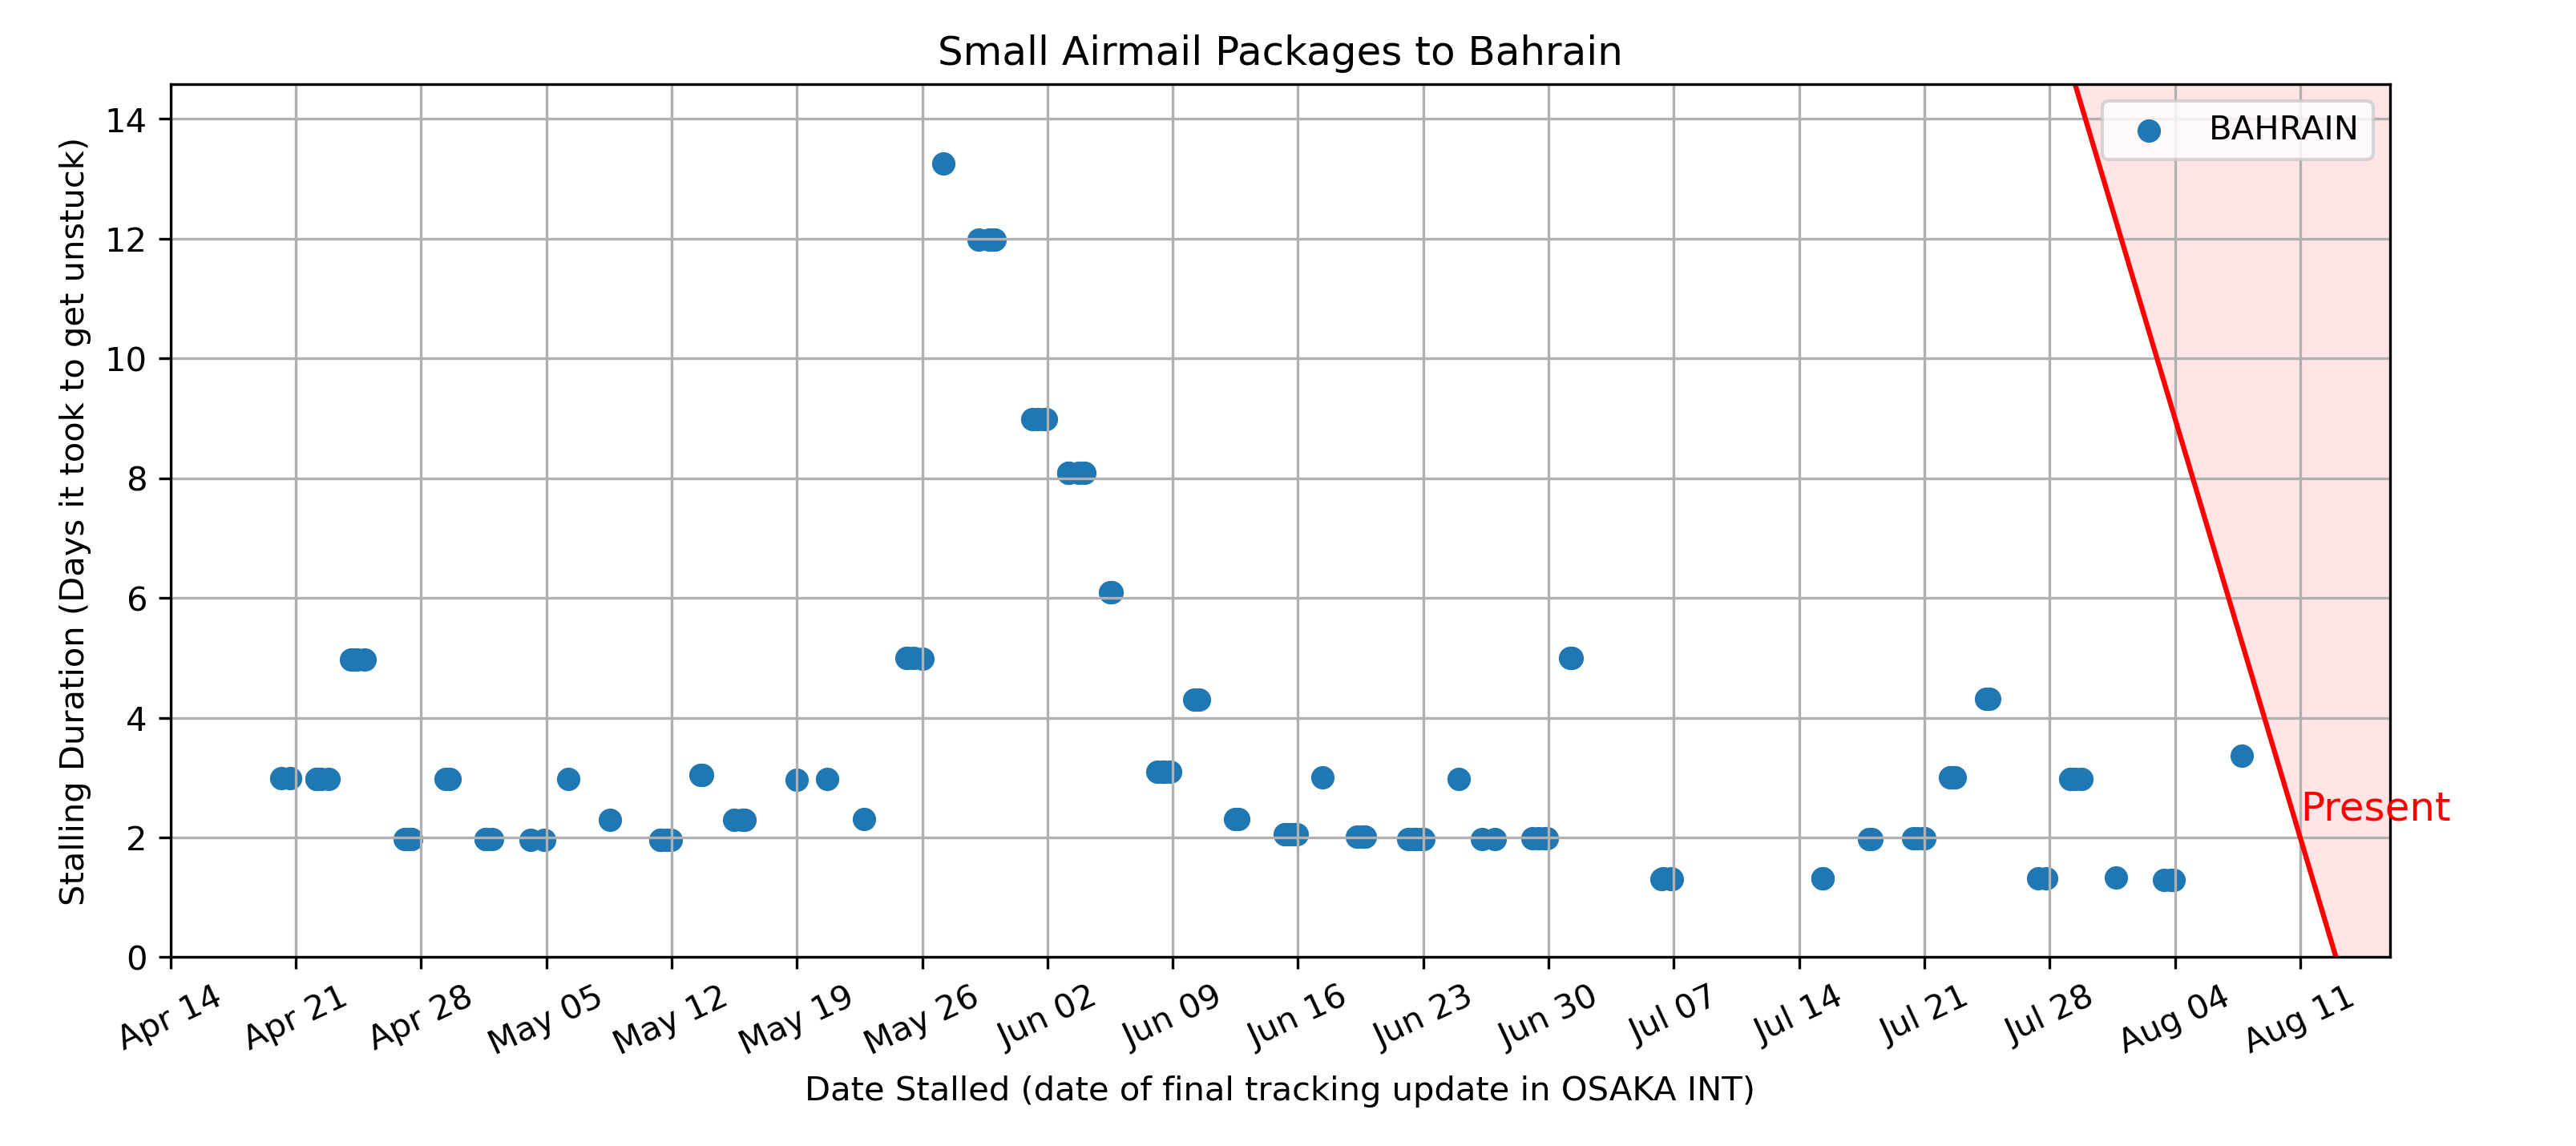 Small Airmail Packages to Bahrain
BAHRAIN
Stalling Duration (Days it took to get unstuck)
14
12
10
8
6
4
2
0
Present
Apr 14
Apr 21
Apr 28
May 05
May 12
May 19
May 26
Jun 02
Jun 09
Jun 16
Jun 23
Jun 30
Jul 07
Jul 14
Jul 21
Jul 28
Aug 04
Aug 11
Date Stalled (date of final tracking update in OSAKA INT)